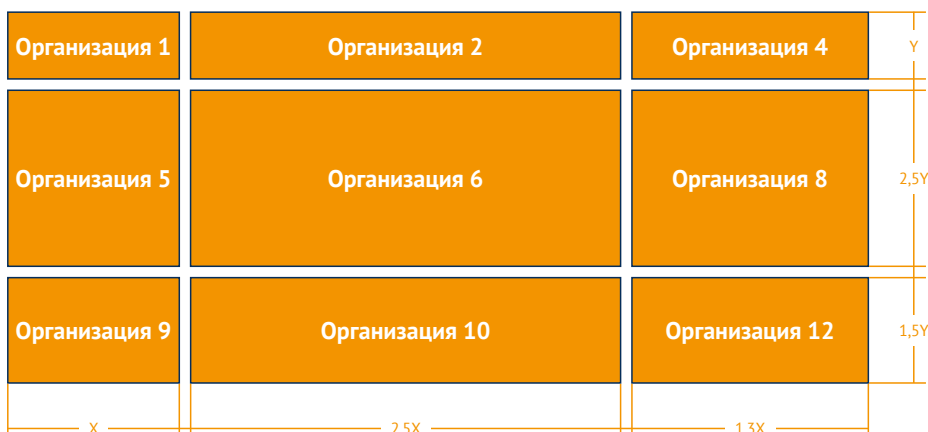 Организация 1
Организация 2
Организация 4
Y
Организация 5
Организация 6
Организация 8
2,5Y
Организация 9
Организация 10
Организация 12
1,5Y
X
2,5X
1,3X